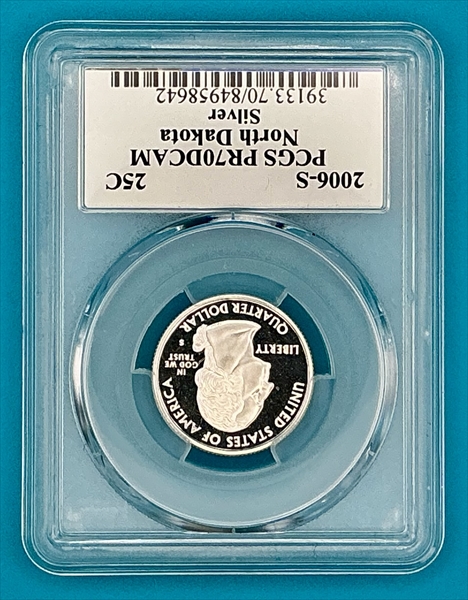 2006-S 25C
PCGS PR70DCAM
North Dakota
Silver
39133.70/84958642
UNITED STATES OF AMERICA
IN
GOD WE
TRUST
LIBERTY
S
QUARTER DOLLAR